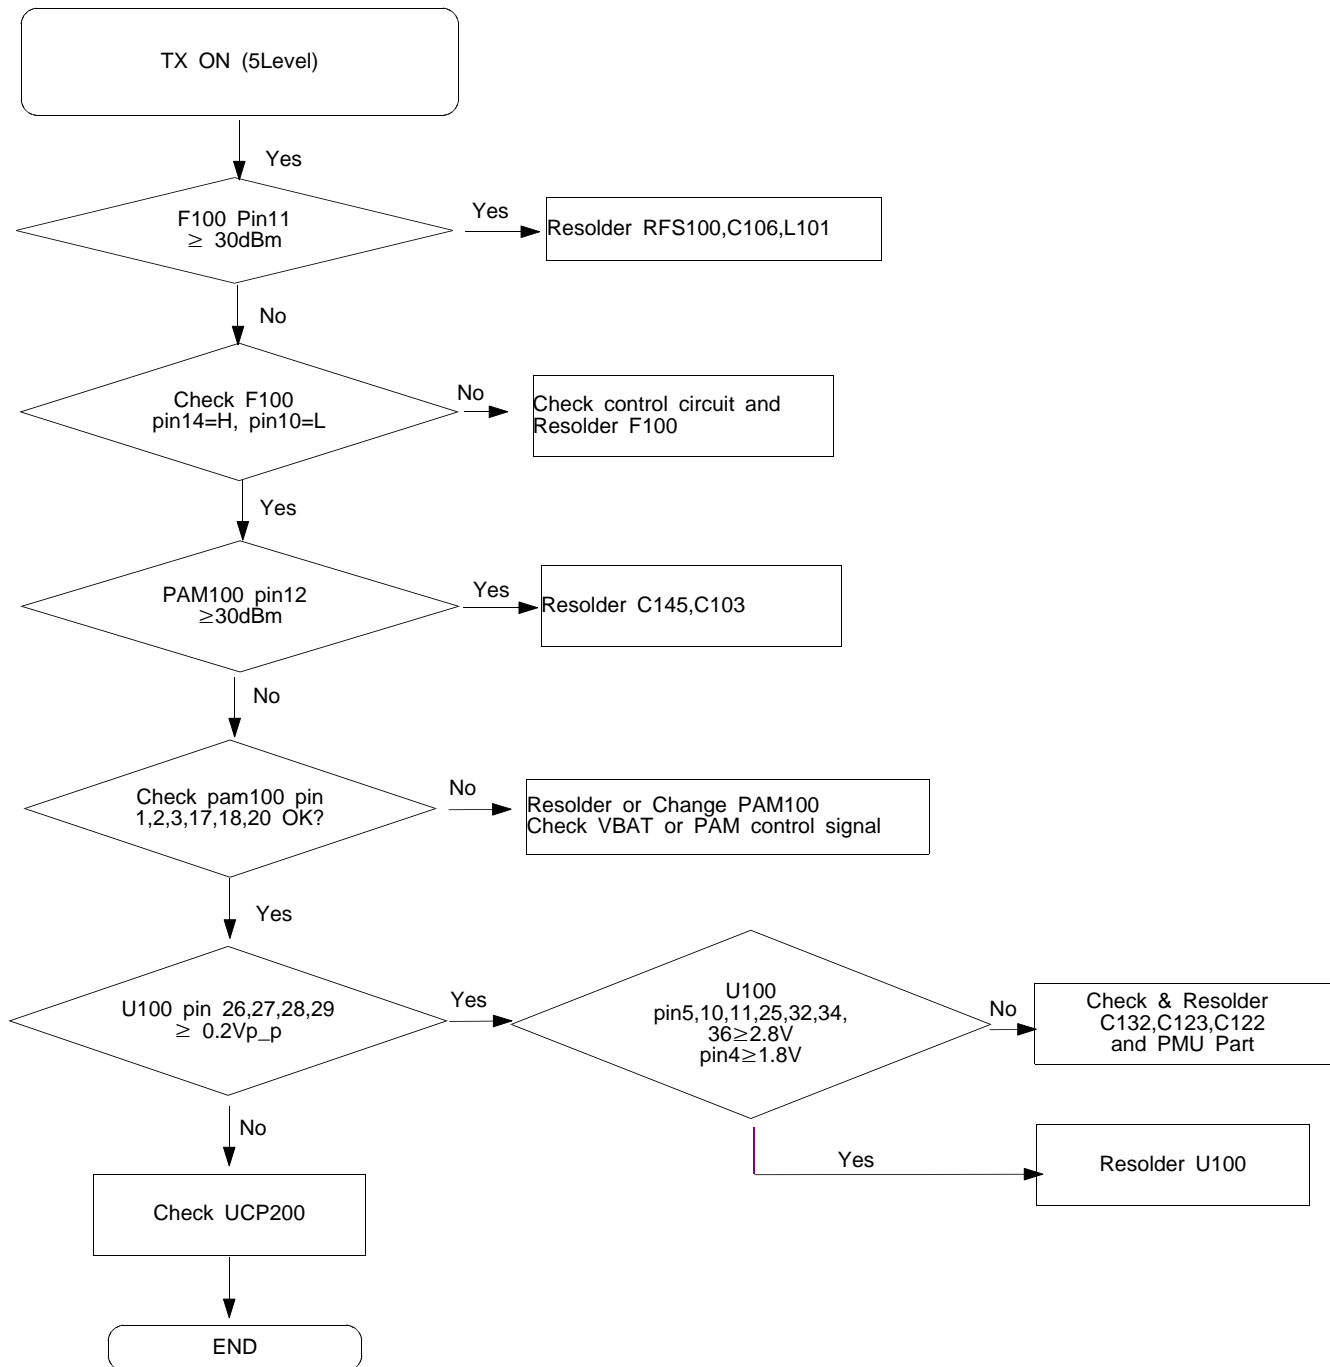 TX ON (5Level)
Yes
F100 Pin11
≥ 30dBm
Yes
Resolder RFS100,C106,L101
No
Check F100
pin14=H, pin10=L
No
Check control circuit and
Resolder F100
Yes
PAM100 pin12
≥30dBm
Yes
Resolder C145,C103
No
Check pam100 pin
1,2,3,17,18,20 OK?
No
Resolder or Change PAM100
Check VBAT or PAM control signal
Yes
U100 pin 26,27,28,29
≥ 0.2Vp_p
Yes
U100
pin5,10,11,25,32,34,
36≥2.8V
pin4≥1.8V
No
Check & Resolder
C132,C123,C122
and PMU Part
Yes
Resolder U100
No
Check UCP200
END